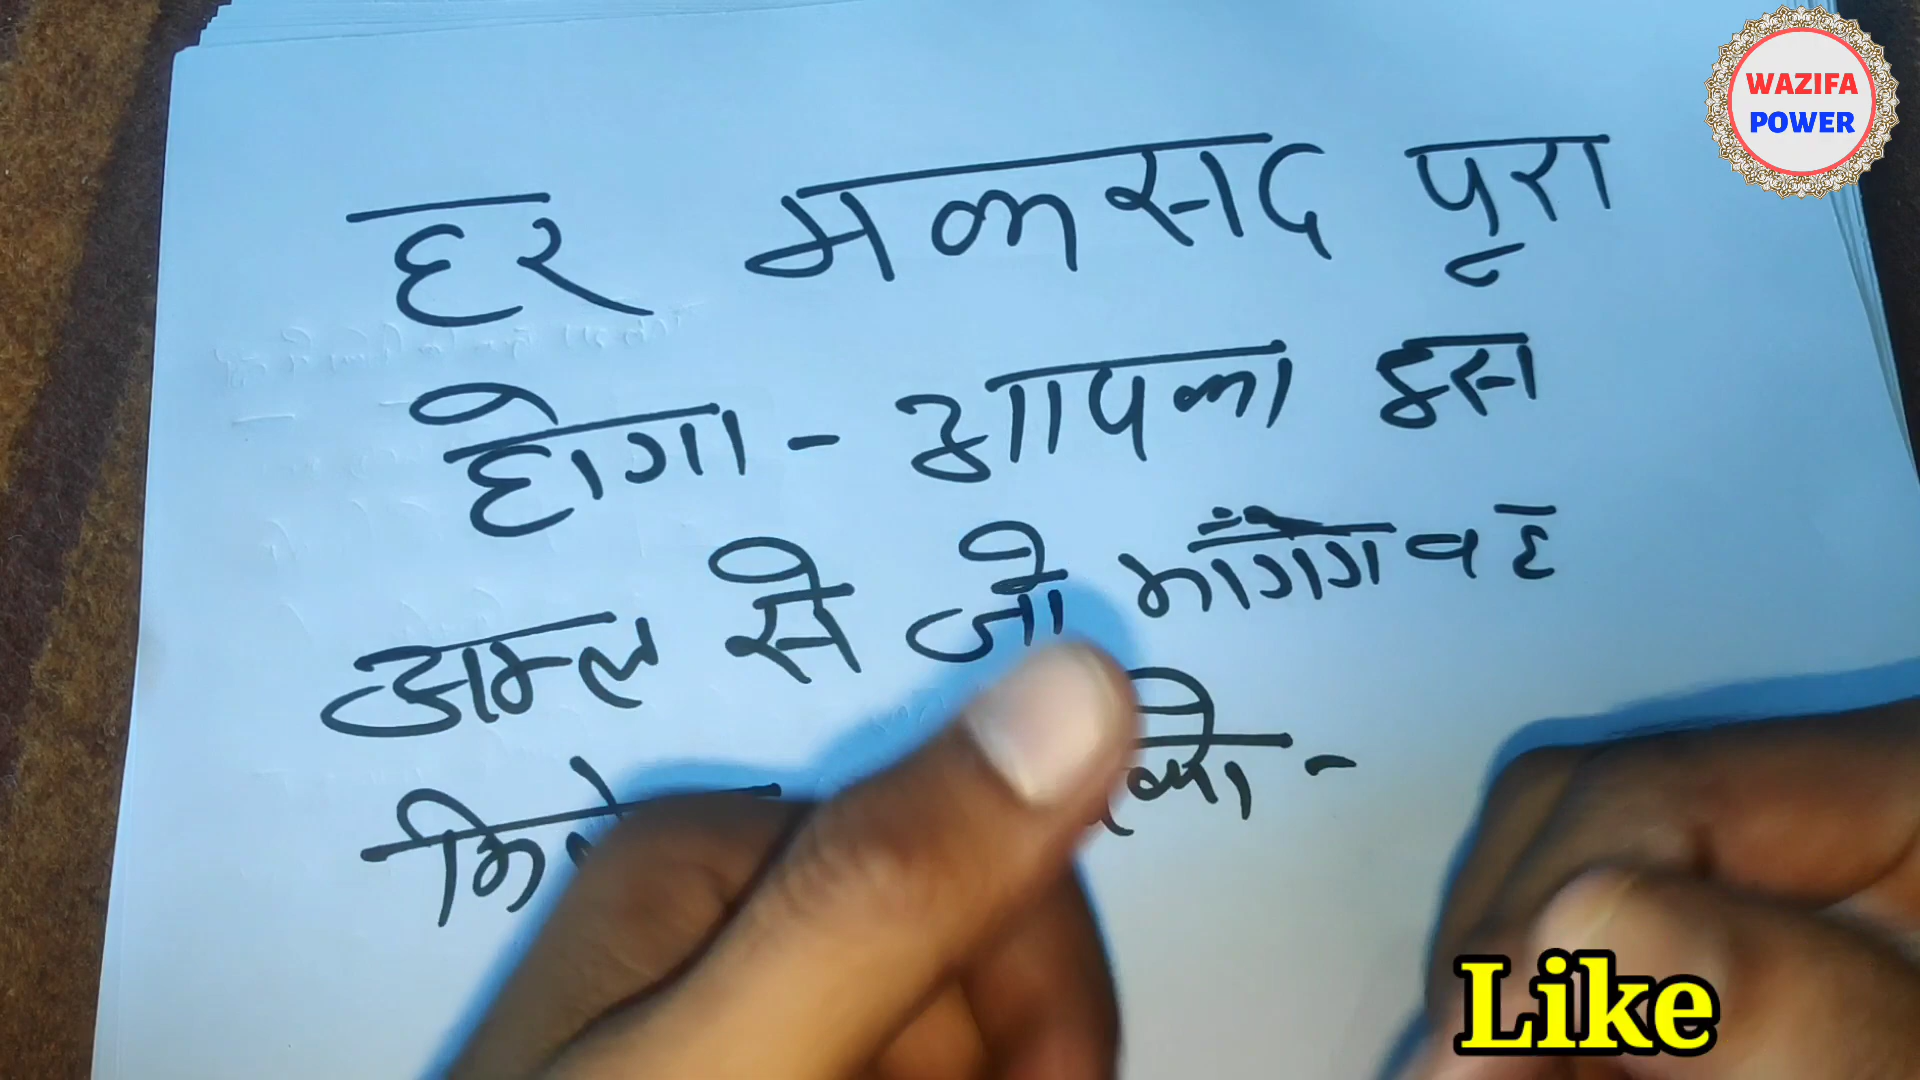 WAZIFA
POWER
हर मकसद पूरा
होगा - आपका इस
अमल से जो माँगेंगे वह
Like